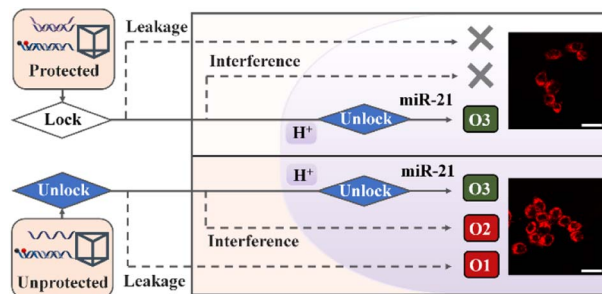 Leakage
Interference
Protected
miR-21
Lock
Unlock
O3
H⁺
H⁺
miR-21
Unlock
Unlock
O3
O2
Interference
Unprotected
O1
Leakage